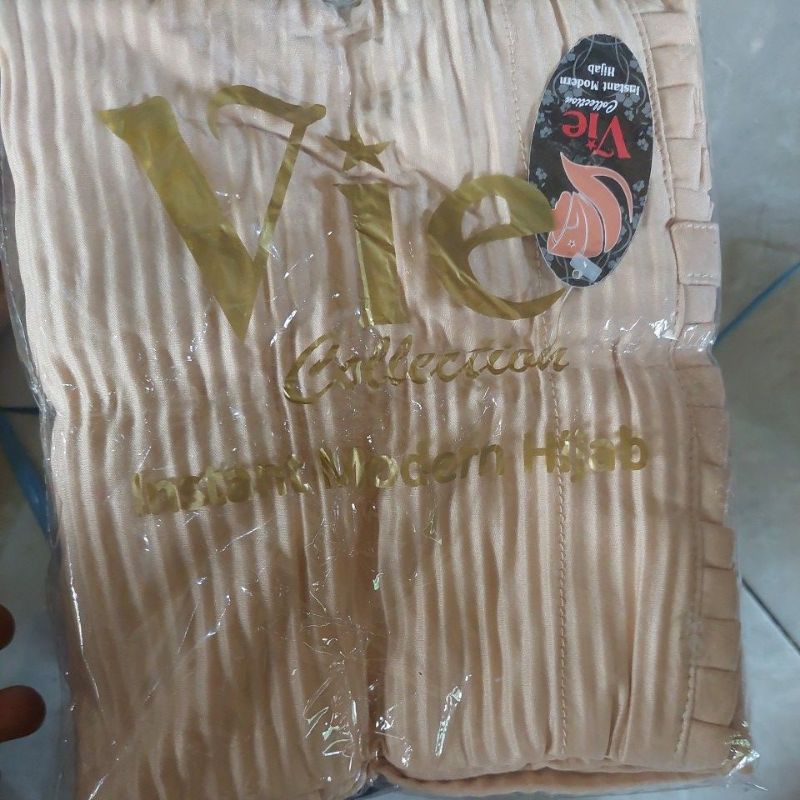 Vie
Collection
Instant Modern Hijab
Vie
Collection
Instant Modern
Hijab